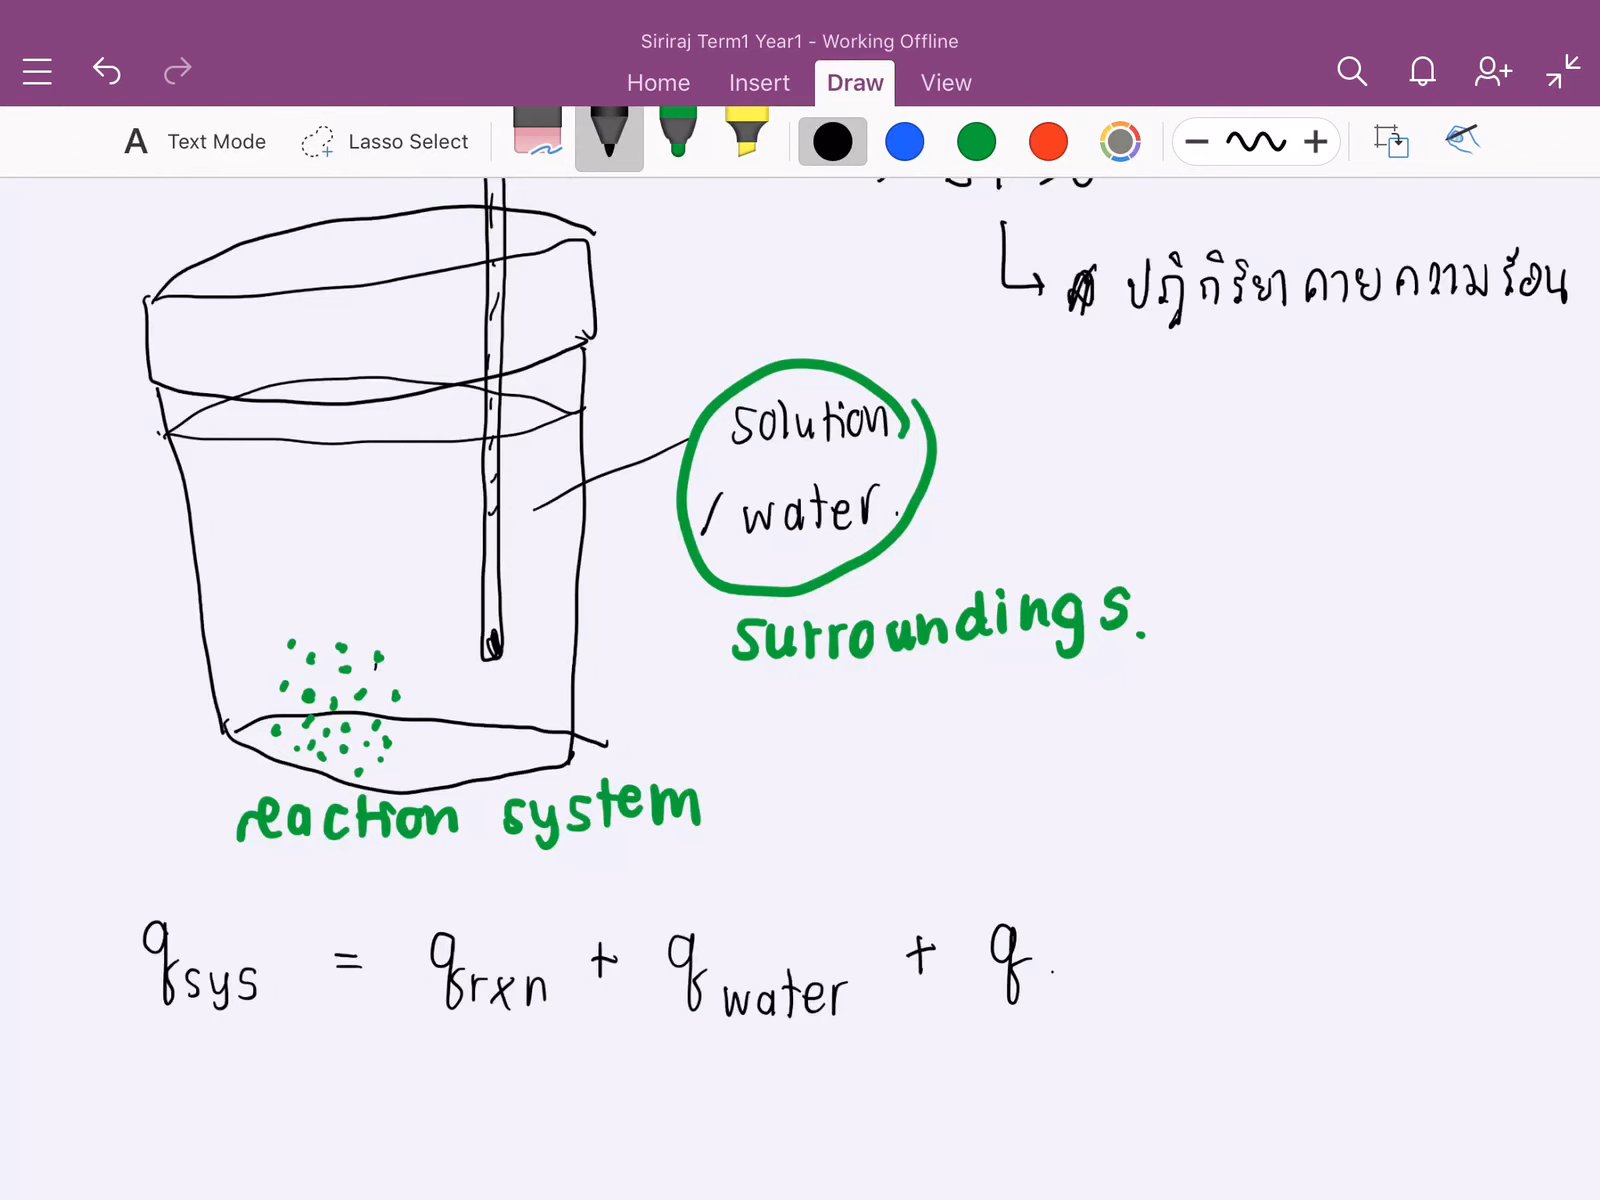 Siriraj Term1 Year1 - Working Offline
Home Insert Draw View
A Text Mode Lasso Select
ปฏิกิริยาคายความร้อน
solution
/ water.
surroundings.
reaction system
qsys = qrxn + qwater + q